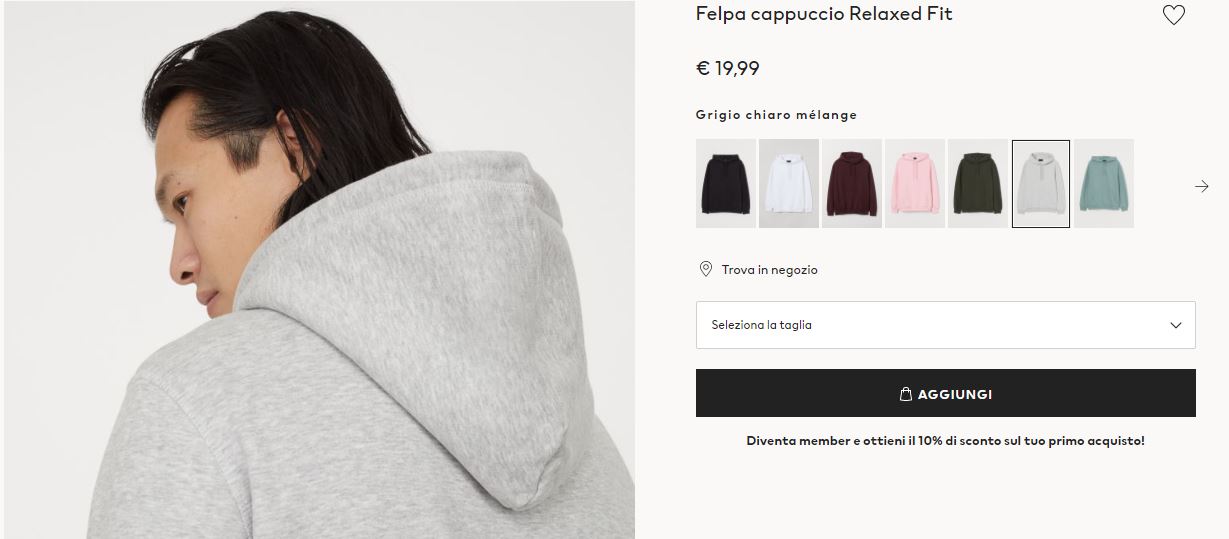 Felpa cappuccio Relaxed Fit
€ 19,99
Grigio chiaro mélange
Trova in negozio
Seleziona la taglia
AGGIUNGI
Diventa member e ottieni il 10% di sconto sul tuo primo acquisto!